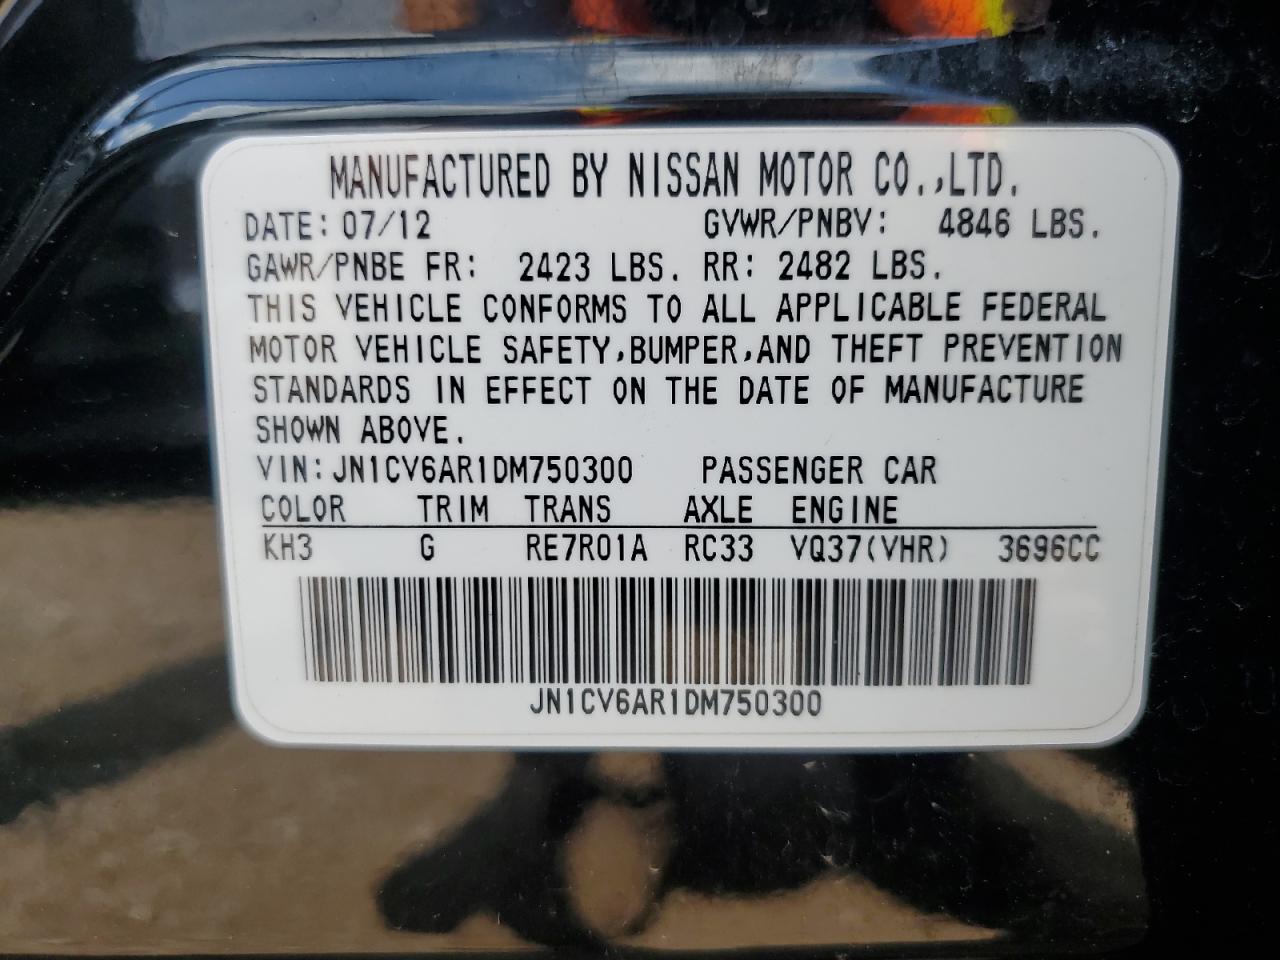 MANUFACTURED BY NISSAN MOTOR CO.,LTD.
DATE: 07/12 GVWR/PNBV: 4846 LBS.
GAWR/PNBE FR: 2423 LBS. RR: 2482 LBS.
THIS VEHICLE CONFORMS TO ALL APPLICABLE FEDERAL
MOTOR VEHICLE SAFETY,BUMPER,AND THEFT PREVENTION
STANDARDS IN EFFECT ON THE DATE OF MANUFACTURE
SHOWN ABOVE.
VIN:JN1CV6AR1DM750300 PASSENGER CAR
COLOR TRIM TRANS AXLE ENGINE
KH3 G RE7R01A RC33 VQ37(VHR) 3696CC
JN1CV6AR1DM750300